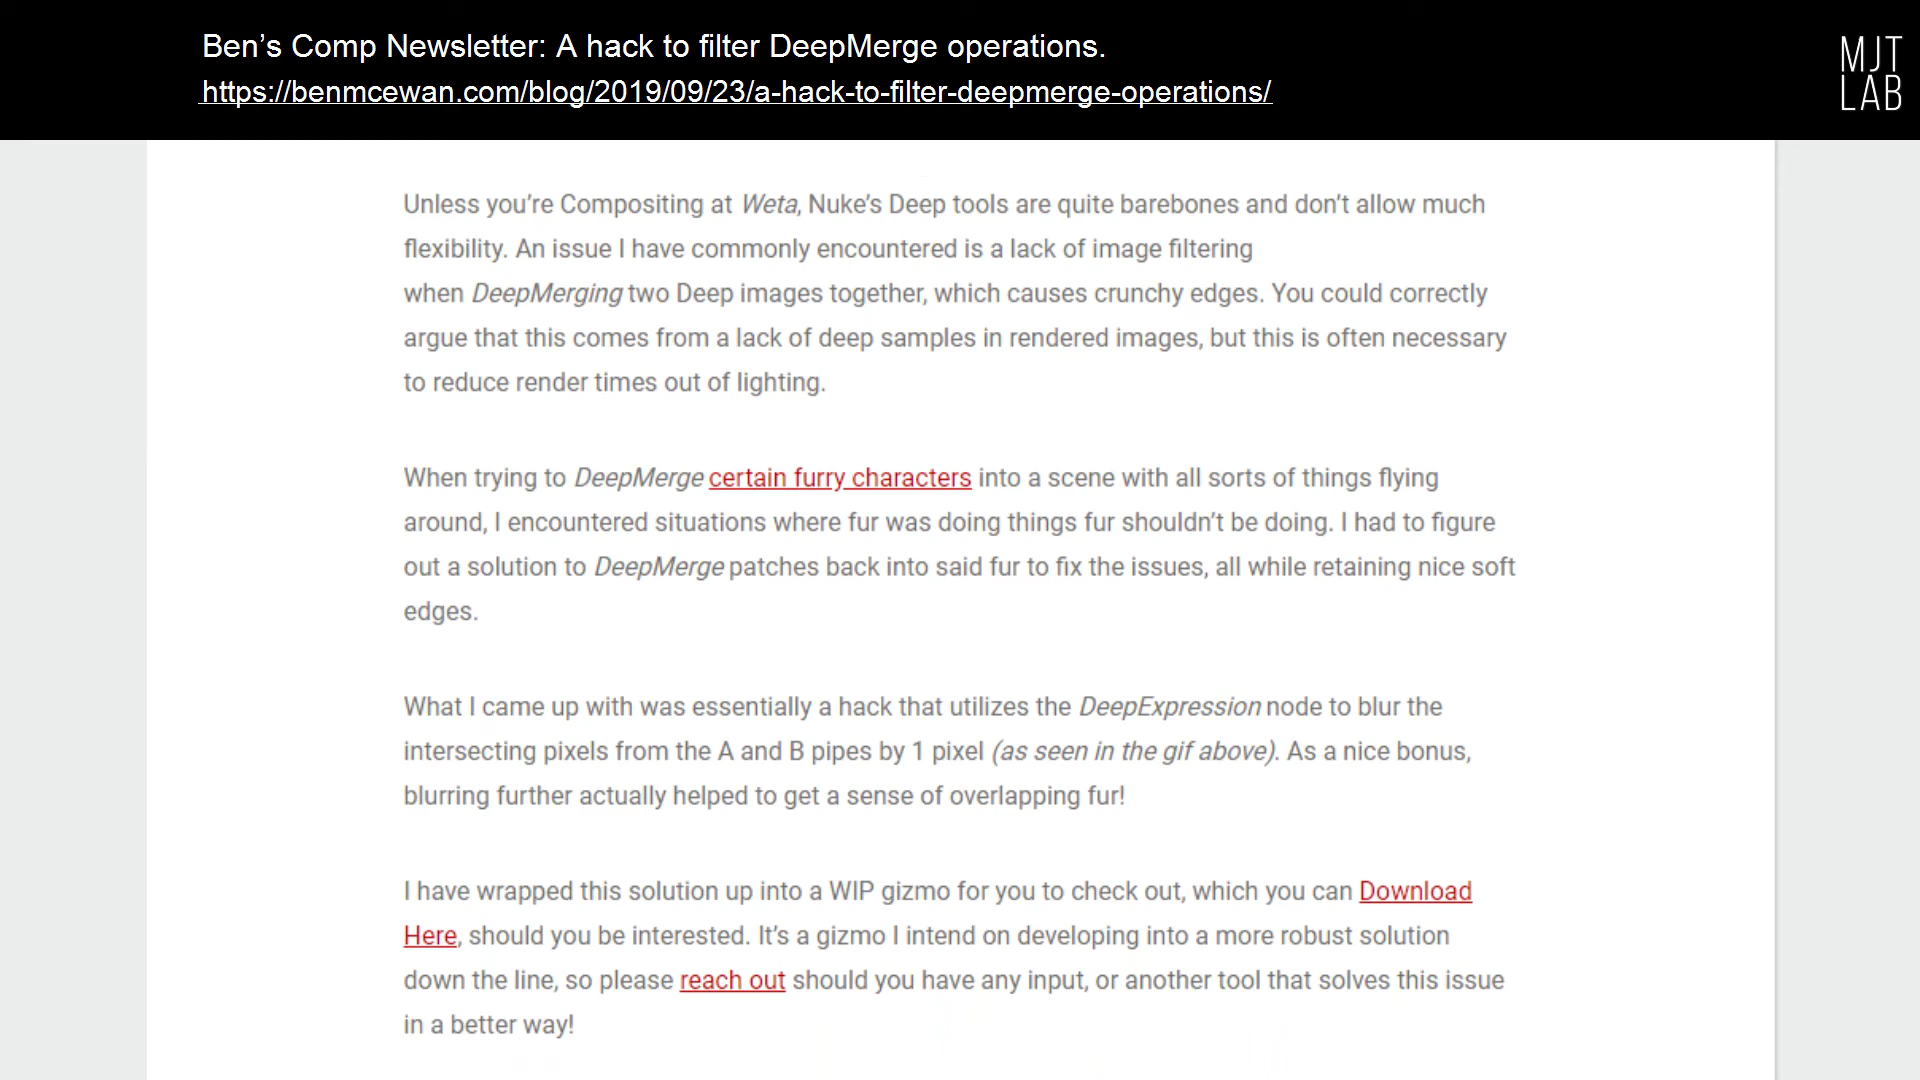 Ben’s Comp Newsletter: A hack to filter DeepMerge operations.
https://benmcewan.com/blog/2019/09/23/a-hack-to-filter-deepmerge-operations/
MJT
LAB
Unless you’re Compositing at Weta, Nuke’s Deep tools are quite barebones and don’t allow much
flexibility. An issue I have commonly encountered is a lack of image filtering
when DeepMerging two Deep images together, which causes crunchy edges. You could correctly
argue that this comes from a lack of deep samples in rendered images, but this is often necessary
to reduce render times out of lighting.
When trying to DeepMerge certain furry characters into a scene with all sorts of things flying
around, I encountered situations where fur was doing things fur shouldn’t be doing. I had to figure
out a solution to DeepMerge patches back into said fur to fix the issues, all while retaining nice soft
edges.
What I came up with was essentially a hack that utilizes the DeepExpression node to blur the
intersecting pixels from the A and B pipes by 1 pixel (as seen in the gif above). As a nice bonus,
blurring further actually helped to get a sense of overlapping fur!
I have wrapped this solution up into a WIP gizmo for you to check out, which you can Download
Here, should you be interested. It’s a gizmo I intend on developing into a more robust solution
down the line, so please reach out should you have any input, or another tool that solves this issue
in a better way!